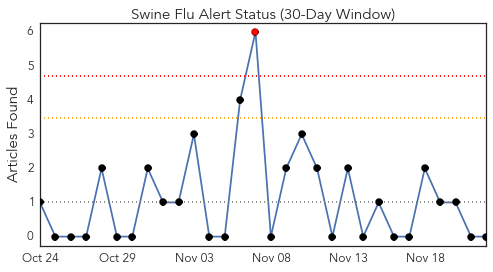 Swine Flu Alert Status (30-Day Window)
Articles Found
6
5
4
3
2
1
0
Oct 24 Oct 29 Nov 03 Nov 08 Nov 13 Nov 18